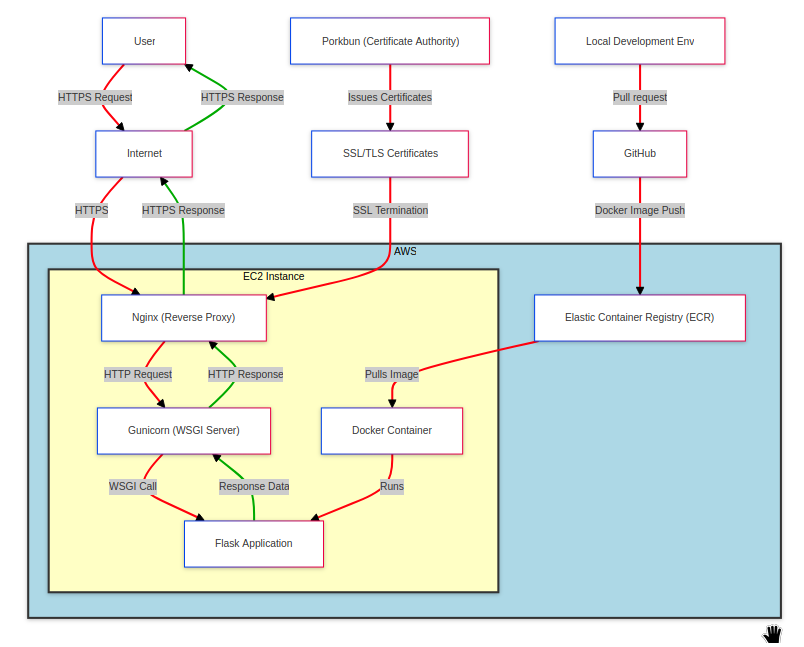 User
Porkbun (Certificate Authority)
Local Development Env
HTTPS Request
HTTPS Response
Issues Certificates
Pull request
Internet
SSL/TLS Certificates
GitHub
HTTPS
HTTPS Response
SSL Termination
Docker Image Push
AWS
EC2 Instance
Nginx (Reverse Proxy)
Elastic Container Registry (ECR)
HTTP Request
HTTP Response
Pulls Image
Gunicorn (WSGI Server)
Docker Container
WSGI Call
Response Data
Runs
Flask Application